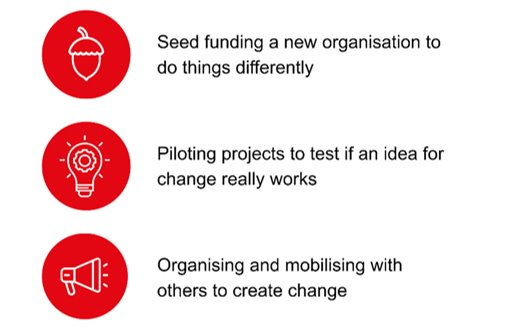 Seed funding a new organisation to
do things differently
Piloting projects to test if an idea for
change really works
Organising and mobilising with
others to create change